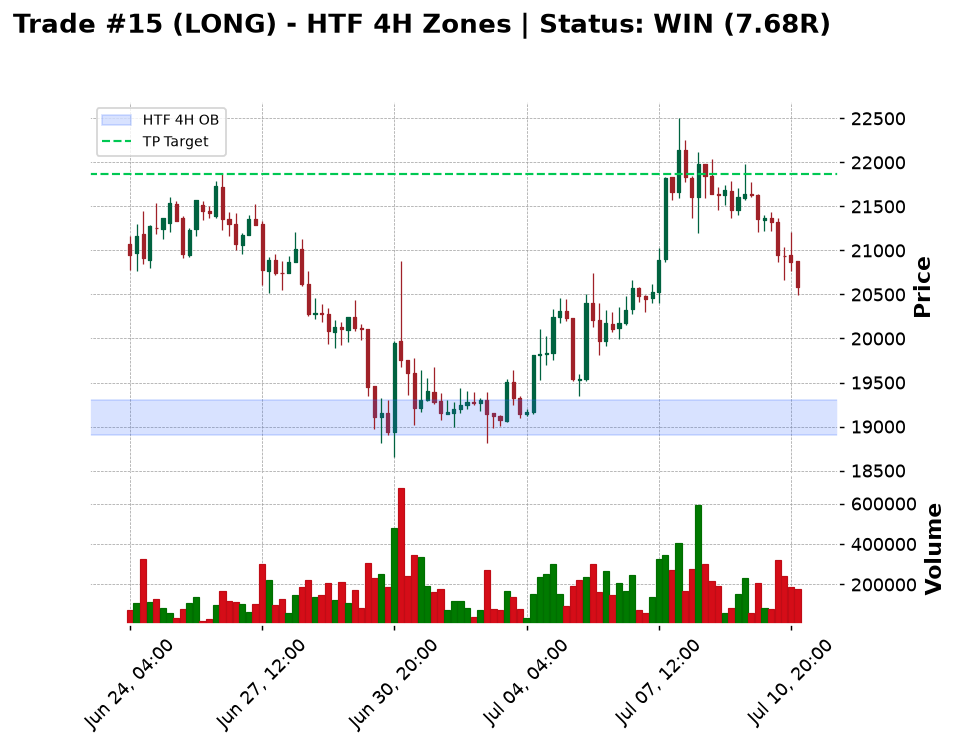 Trade #15 (LONG) - HTF 4H Zones | Status: WIN (7.68R)
HTF 4H OB
TP Target
22500
22000
21500
21000
20500
20000
19500
19000
18500
Price
600000
400000
200000
Volume
Jun 24, 04:00
Jun 27, 12:00
Jun 30, 20:00
Jul 04, 04:00
Jul 07, 12:00
Jul 10, 20:00